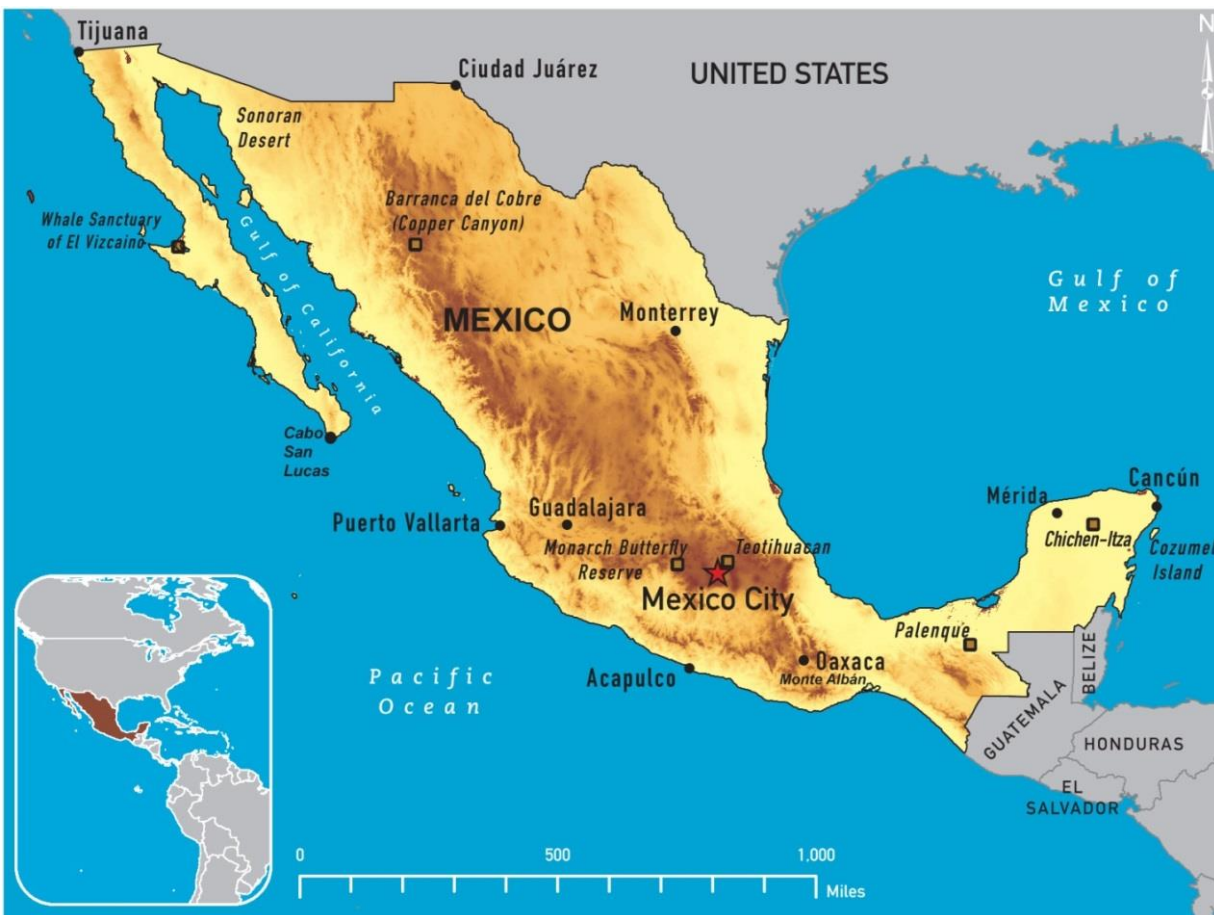 Tijuana
Ciudad Juárez
UNITED STATES
N
Sonoran
Desert
Barranca del Cobre
(Copper Canyon)
Whale Sanctuary
of El Vizcaino
Gulf of California
Gulf of
Mexico
MEXICO
Monterrey
Cabo
San
Lucas
Puerto Vallarta
Guadalajara
Monarch Butterfly
Reserve
Teotihuacan
Mexico City
Mérida
Cancún
Chichen-Itza
Cozumel
Island
Palenque
Acapulco
Oaxaca
Monte Albán
Pacific
Ocean
BELIZE
GUATEMALA
HONDURAS
EL
SALVADOR
0 500 1,000
Miles